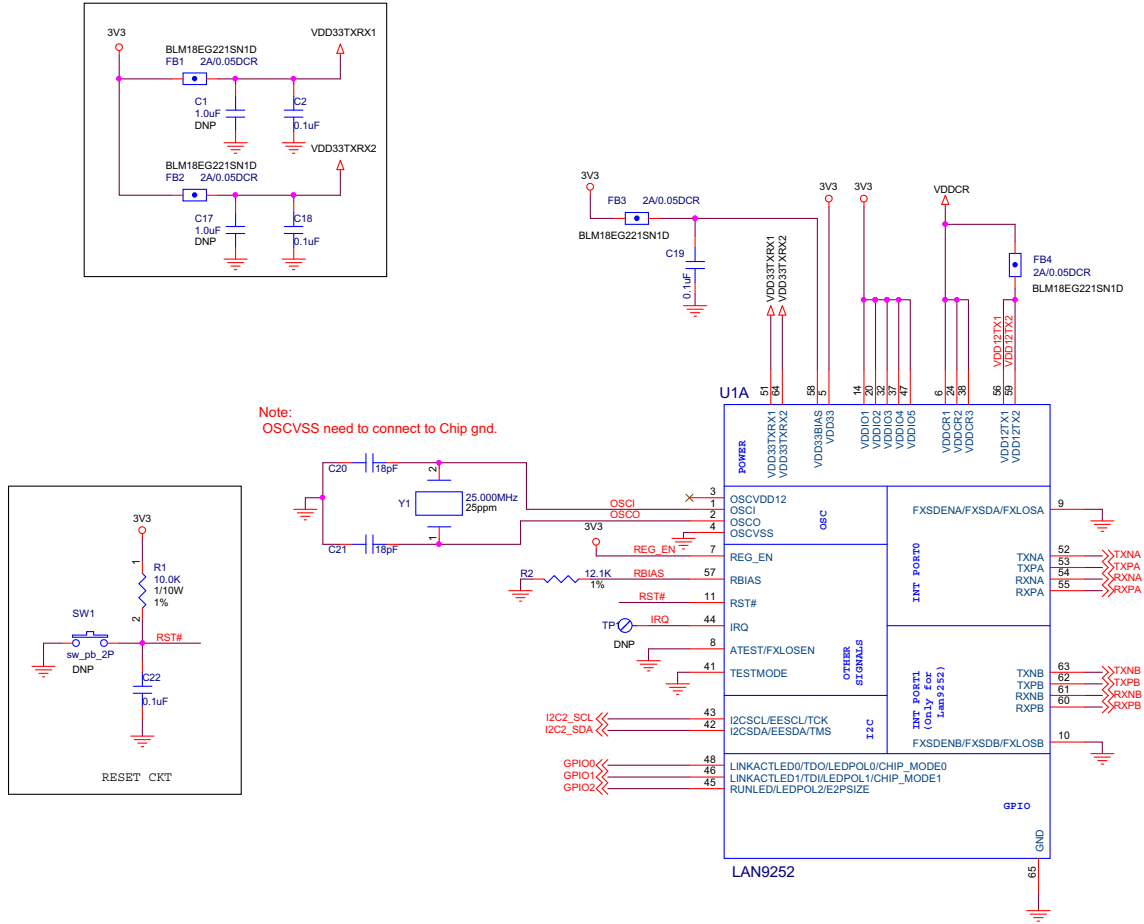 3V3
VDD33TXRX1
BLM18EG221SN1D
FB1 2A/0.05DCR
C1
1.0uF
DNP
C2
0.1uF
VDD33TXRX2
BLM18EG221SN1D
FB2 2A/0.05DCR
C17
1.0uF
DNP
C18
0.1uF
3V3
FB3 2A/0.05DCR
BLM18EG221SN1D
C19
0.1uF
VDD33TXRX1
VDD33TXRX2
3V3
3V3
VDDCR
FB4
2A/0.05DCR
BLM18EG221SN1D
VDD12TX1
VDD12TX2
U1A
51
64
58
5
14
20
32
37
47
6
24
38
56
59
POWER
VDD33TXRX1
VDD33TXRX2
VDD33BIAS
VDD33
VDDIO1
VDDIO2
VDDIO3
VDDIO4
VDDIO5
VDDCR1
VDDCR2
VDDCR3
VDD12TX1
VDD12TX2
Note:
OSCVSS need to connect to Chip gnd.
C20
18pF
2
Y1
25.000MHz
25ppm
1
C21
18pF
OSCI
OSCO
3 OSCVDD12
1 OSCI
2 OSCO
4 OSCVSS
OSC
3V3
REG_EN 7 REG_EN
R2 12.1K
1%
RBIAS 57 RBIAS
RST# 11 RST#
TP1
DNP
IRQ 44 IRQ
8 ATEST/FXLOSEN
41 TESTMODE
OTHER
SIGNALS
I2C2_SCL 43 I2CSCL/EESCL/TCK
I2C2_SDA 42 I2CSDA/EESDA/TMS
I2C
GPIO0 48 LINKACTLED0/TDO/LEDPOL0/CHIP_MODE0
GPIO1 46 LINKACTLED1/TDI/LEDPOL1/CHIP_MODE1
GPIO2 45 RUNLED/LEDPOL2/E2PSIZE
GPIO
FXSDENA/FXSDA/FXLOSA 9
INT PORT0
TXNA 52 TXNA
TXPA 53 TXPA
RXNA 54 RXNA
RXPA 55 RXPA
INT PORT1
(Only for
Lan9252)
TXNB 63 TXNB
TXPB 62 TXPB
RXNB 61 RXNB
RXPB 60 RXPB
FXSDENB/FXSDB/FXLOSB 10
GND
65
LAN9252
3V3
1
R1
10.0K
1/10W
1%
2
SW1
sw_pb_2P
DNP
RST#
C22
0.1uF
RESET CKT